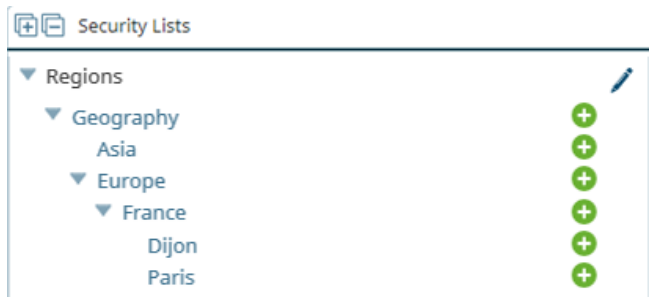 Security Lists
Regions
Geography
Asia
Europe
France
Dijon
Paris